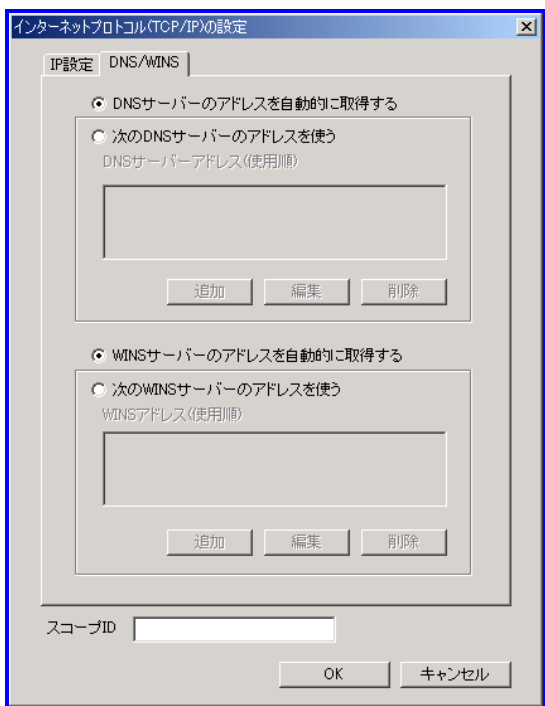 インターネットプロトコル(TCP/IP)の設定
IP設定 DNS/WINS
DNSサーバーのアドレスを自動的に取得する
次のDNSサーバーのアドレスを使う
DNSサーバーアドレス(使用順)
追加 編集 削除
WINSサーバーのアドレスを自動的に取得する
次のWINSサーバーのアドレスを使う
WINSアドレス(使用順)
追加 編集 削除
スコープID
OK キャンセル